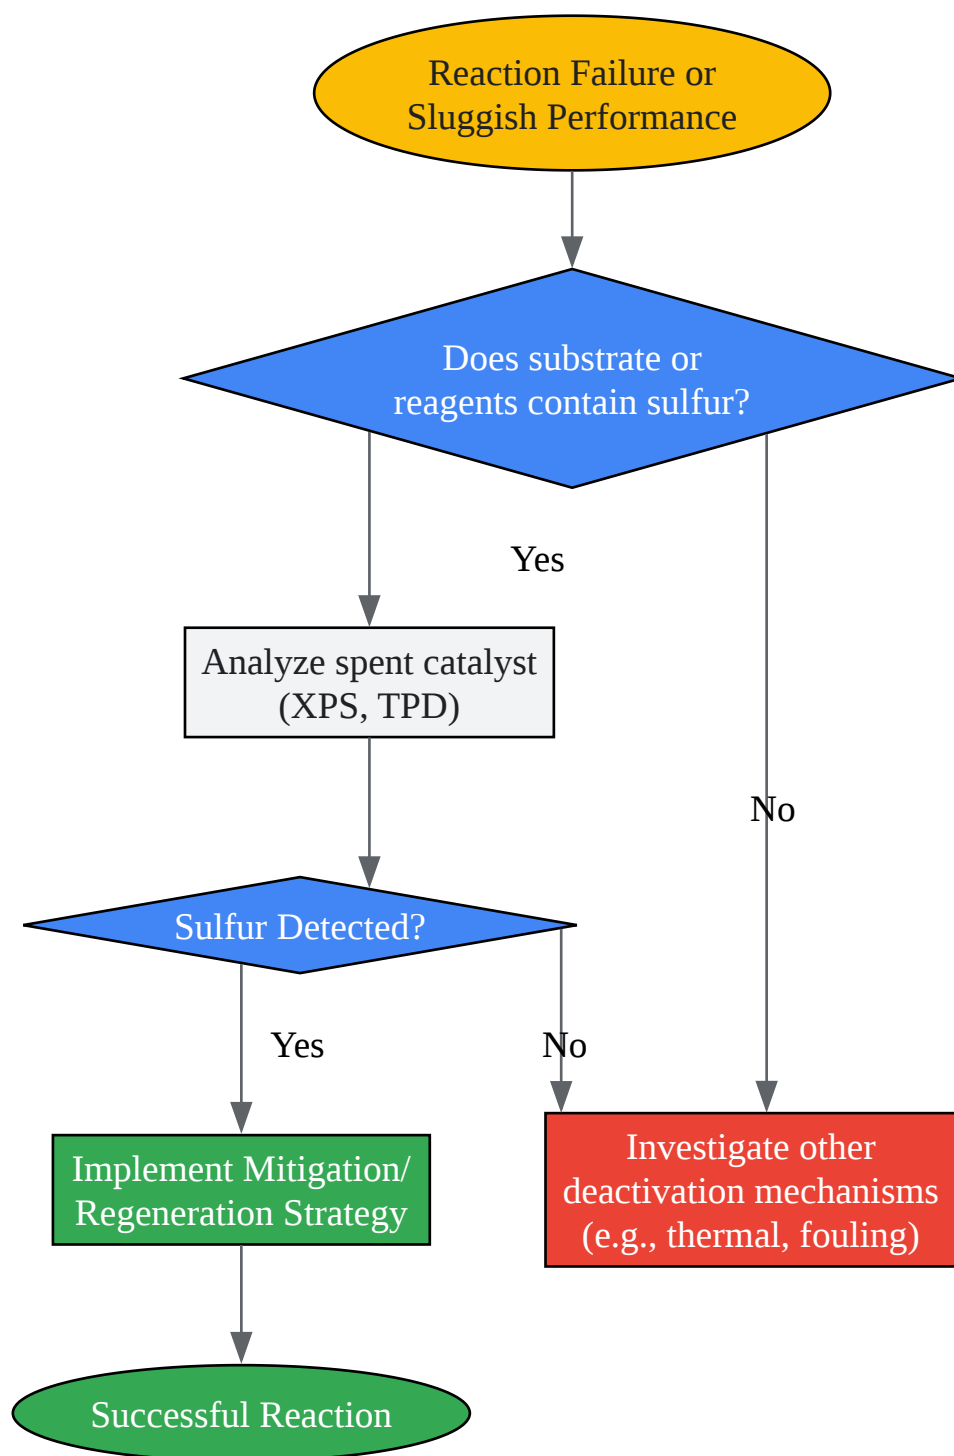 Reaction Failure or
Sluggish Performance
Does substrate or
reagents contain sulfur?
Yes
Analyze spent catalyst
(XPS, TPD)
No
Sulfur Detected?
Yes
No
Implement Mitigation/
Regeneration Strategy
Investigate other
deactivation mechanisms
(e.g., thermal, fouling)
Successful Reaction